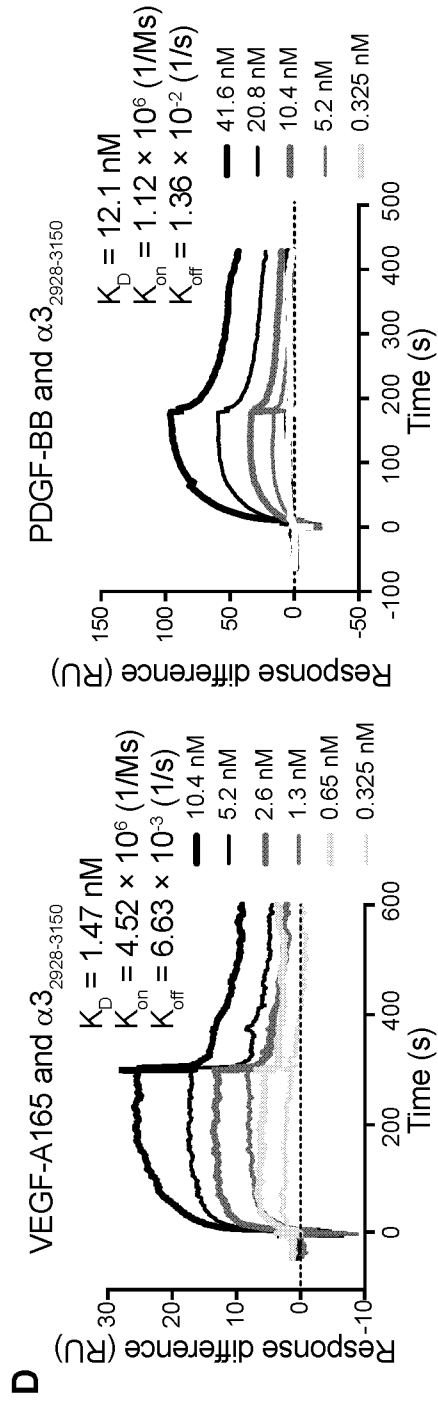 D
VEGF-A165 and α3₂₉₂₈₋₃₁₅₀
K_D = 1.47 nM
K_on = 4.52 × 10⁶ (1/Ms)
K_off = 6.63 × 10⁻³ (1/s)
10.4 nM
5.2 nM
2.6 nM
1.3 nM
0.65 nM
0.325 nM
Response difference (RU)
30
20
10
0
-10
0
200
400
600
Time (s)
PDGF-BB and α3₂₉₂₈₋₃₁₅₀
K_D = 12.1 nM
K_on = 1.12 × 10⁶ (1/Ms)
K_off = 1.36 × 10⁻² (1/s)
41.6 nM
20.8 nM
10.4 nM
5.2 nM
0.325 nM
Response difference (RU)
150
100
50
0
-50
-100
0
100
200
300
400
500
Time (s)